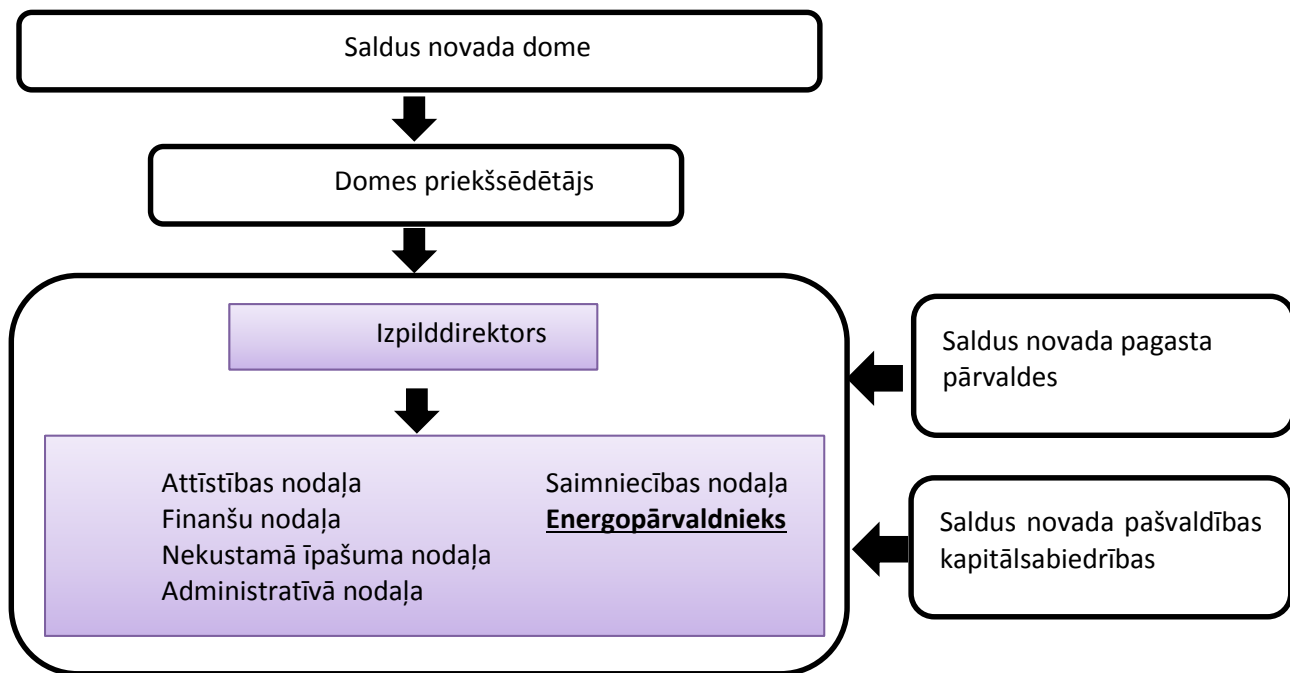 Saldus novada dome
Domes priekšsēdētājs
Izpilddirektors
Attīstības nodaļa
Finanšu nodaļa
Nekustamā īpašuma nodaļa
Administratīvā nodaļa
Saimniecības nodaļa
Energopārvaldnieks
Saldus novada pagasta
pārvaldes
Saldus novada pašvaldības
kapitālsabiedrības